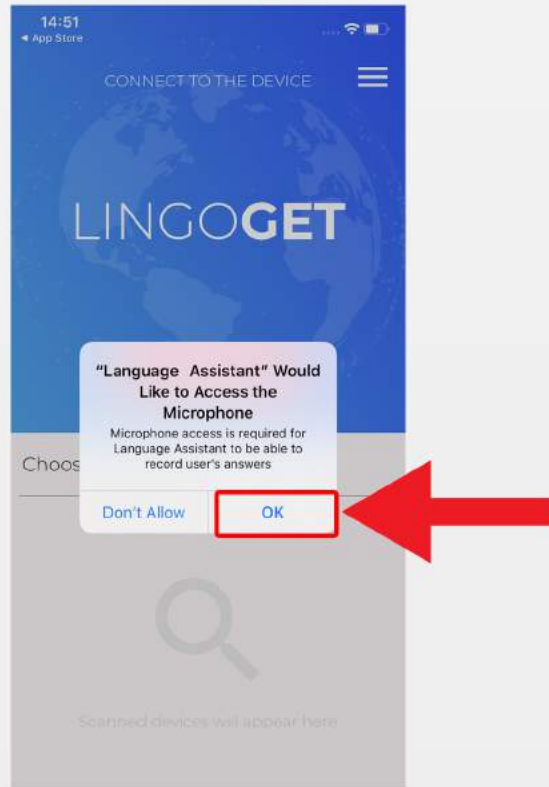 14:51
◀ App Store
CONNECT TO THE DEVICE
LINGOGET
"Language Assistant" Would
Like to Access the
Microphone
Microphone access is required for
Language Assistant to be able to
record user's answers
Choos
Don't Allow OK
Scanned devices will appear here